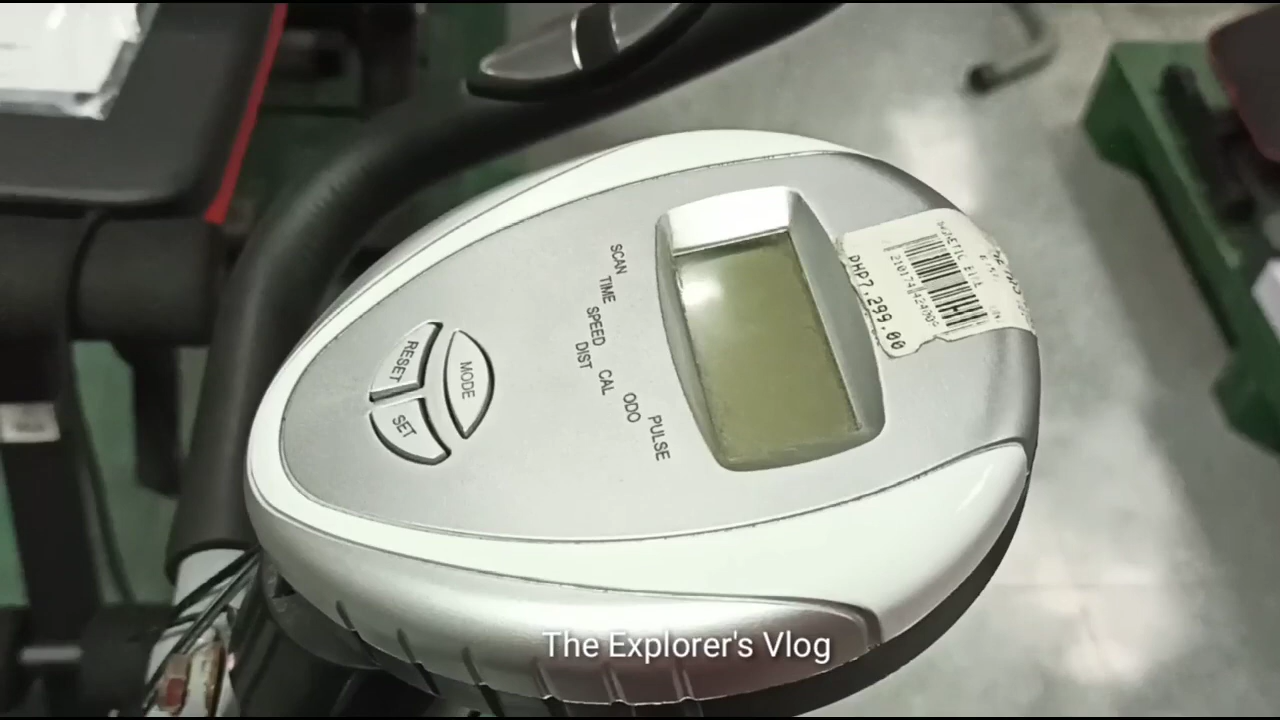 SCAN
TIME
SPEED
DIST
CAL
ODO
PULSE
RESET
MODE
SET
PHP7,299.00
The Explorer's Vlog